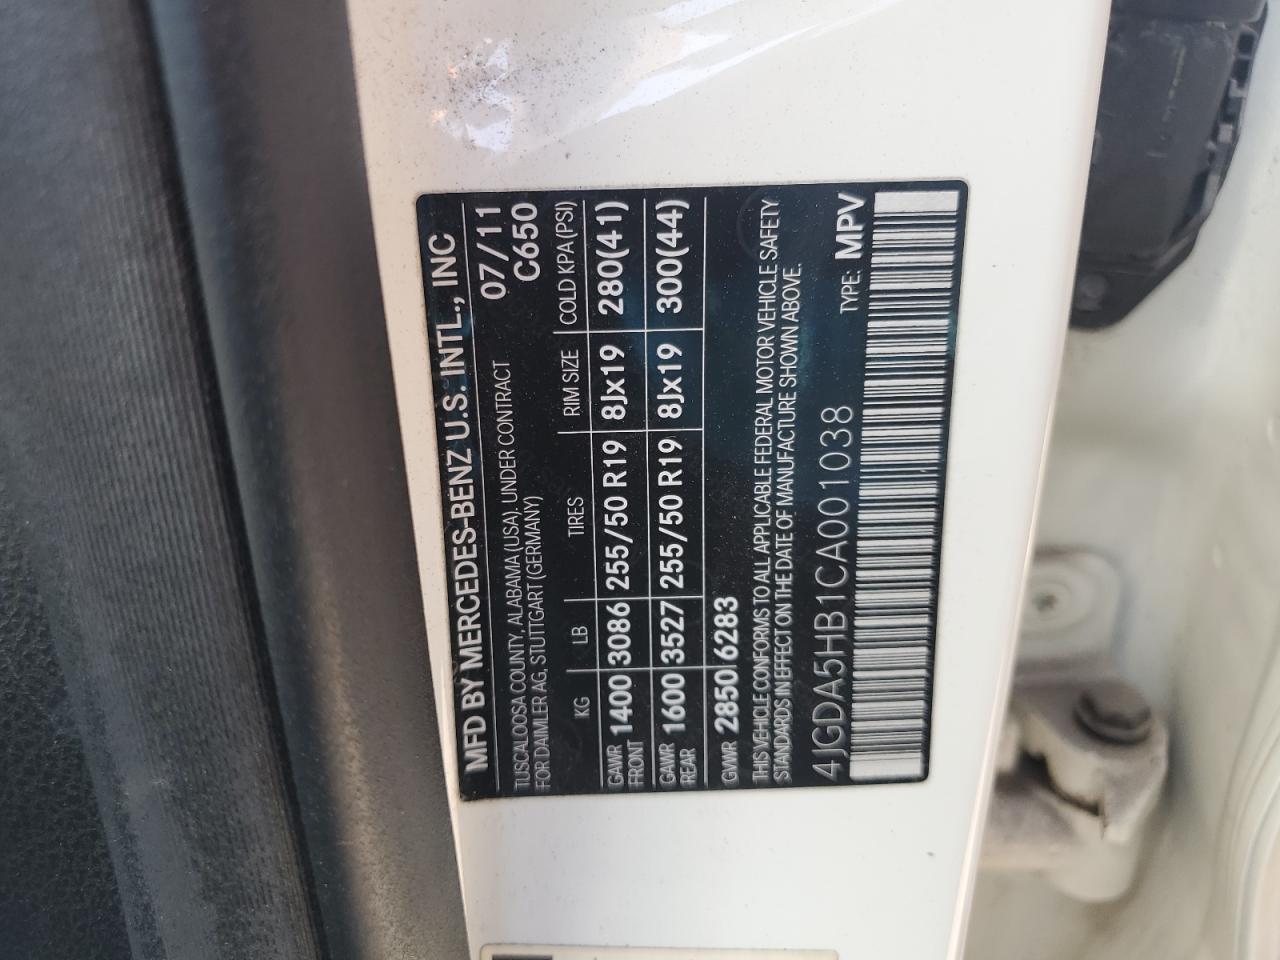 MFD BY MERCEDES-BENZ U.S. INTL., INC
07/11
TUSCALOOSA COUNTY, ALABAMA (USA), UNDER CONTRACT
FOR DAIMLER AG, STUTTGART (GERMANY)
C650
KG LB TIRES RIM SIZE COLD KPA (PSI)
GAWR FRONT 1400 3086 255/50 R19 8Jx19 280(41)
GAWR REAR 1600 3527 255/50 R19 8Jx19 300(44)
GVWR 2850 6283
THIS VEHICLE CONFORMS TO ALL APPLICABLE FEDERAL MOTOR VEHICLE SAFETY
STANDARDS IN EFFECT ON THE DATE OF MANUFACTURE SHOWN ABOVE.
4JGDA5HB1CA001038 TYPE: MPV